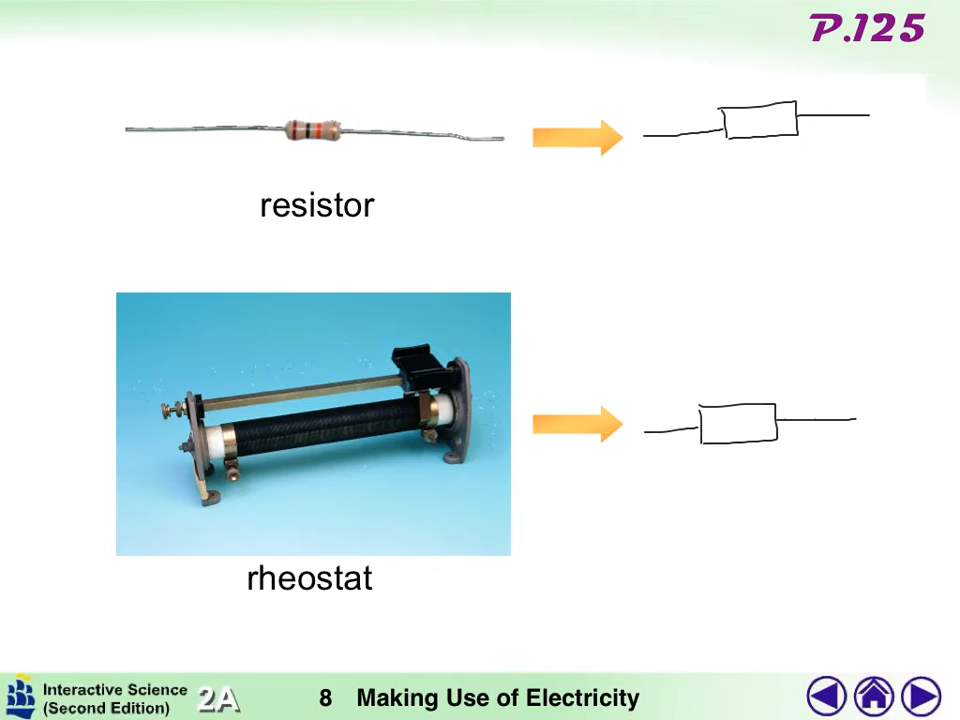 P.125
resistor
rheostat
Interactive Science
(Second Edition)
2A
8 Making Use of Electricity